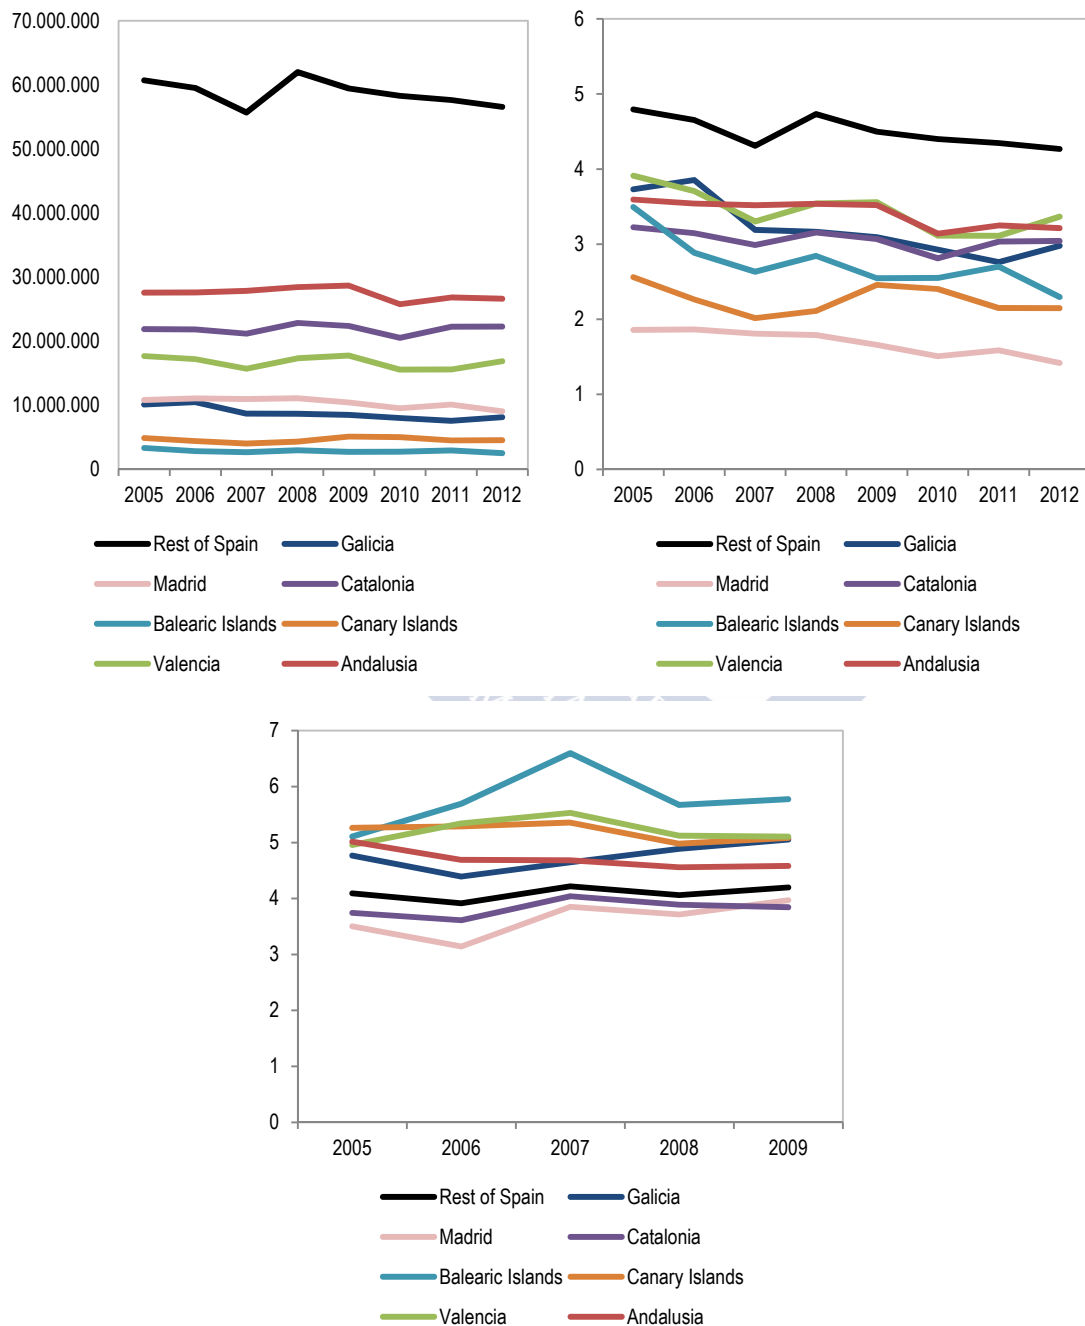 70.000.000
60.000.000
50.000.000
40.000.000
30.000.000
20.000.000
10.000.000
0
2005 2006 2007 2008 2009 2010 2011 2012
Rest of Spain Galicia
Madrid Catalonia
Balearic Islands Canary Islands
Valencia Andalusia
6
5
4
3
2
1
0
2005 2006 2007 2008 2009 2010 2011 2012
Rest of Spain Galicia
Madrid Catalonia
Balearic Islands Canary Islands
Valencia Andalusia
7
6
5
4
3
2
1
0
2005 2006 2007 2008 2009
Rest of Spain Galicia
Madrid Catalonia
Balearic Islands Canary Islands
Valencia Andalusia